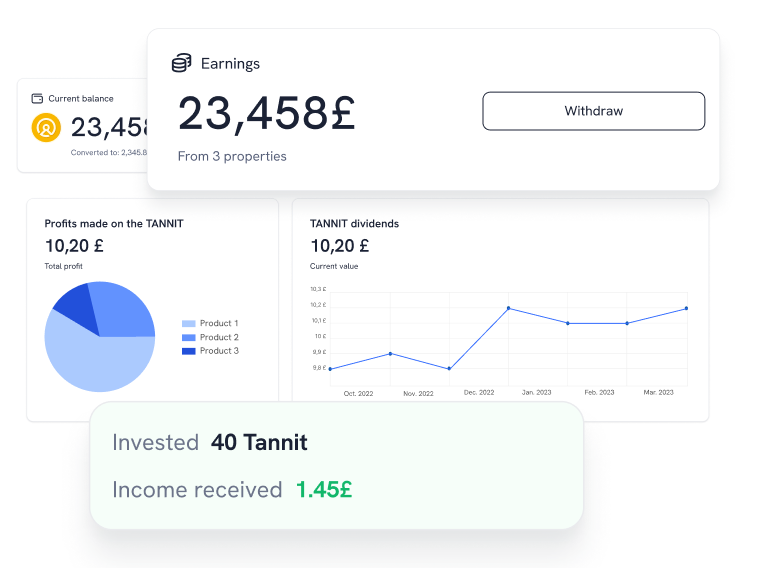 Earnings
23,458£
From 3 properties
Withdraw
Current balance
23,458
Converted to: 2,345.8
Profits made on the TANNIT
10,20 £
Total profit
Product 1
Product 2
Product 3
TANNIT dividends
10,20 £
Current value
10,3 £
10,2 £
10,1 £
10 £
9,9 £
9,8 £
Oct. 2022 Nov. 2022 Dec. 2022 Jan. 2023 Feb. 2023 Mar. 2023
Invested 40 Tannit
Income received 1.45£